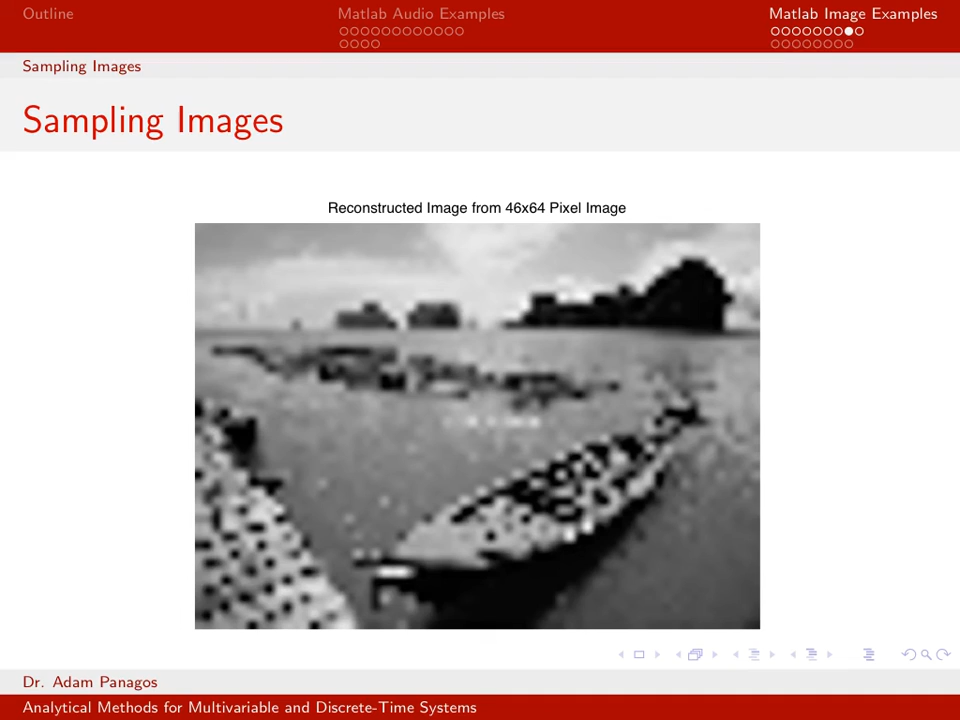 Outline
Matlab Audio Examples
Matlab Image Examples
Sampling Images
Sampling Images
Reconstructed Image from 46x64 Pixel Image
Dr. Adam Panagos
Analytical Methods for Multivariable and Discrete-Time Systems